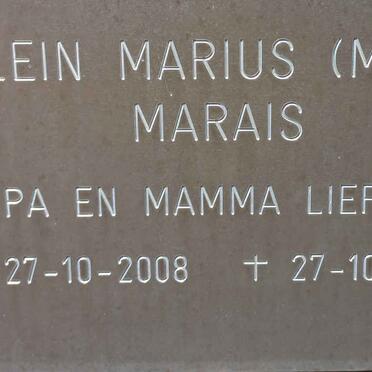 LEIN MARIUS (M
MARAIS
PA EN MAMMA LIEF
27-10-2008 † 27-10